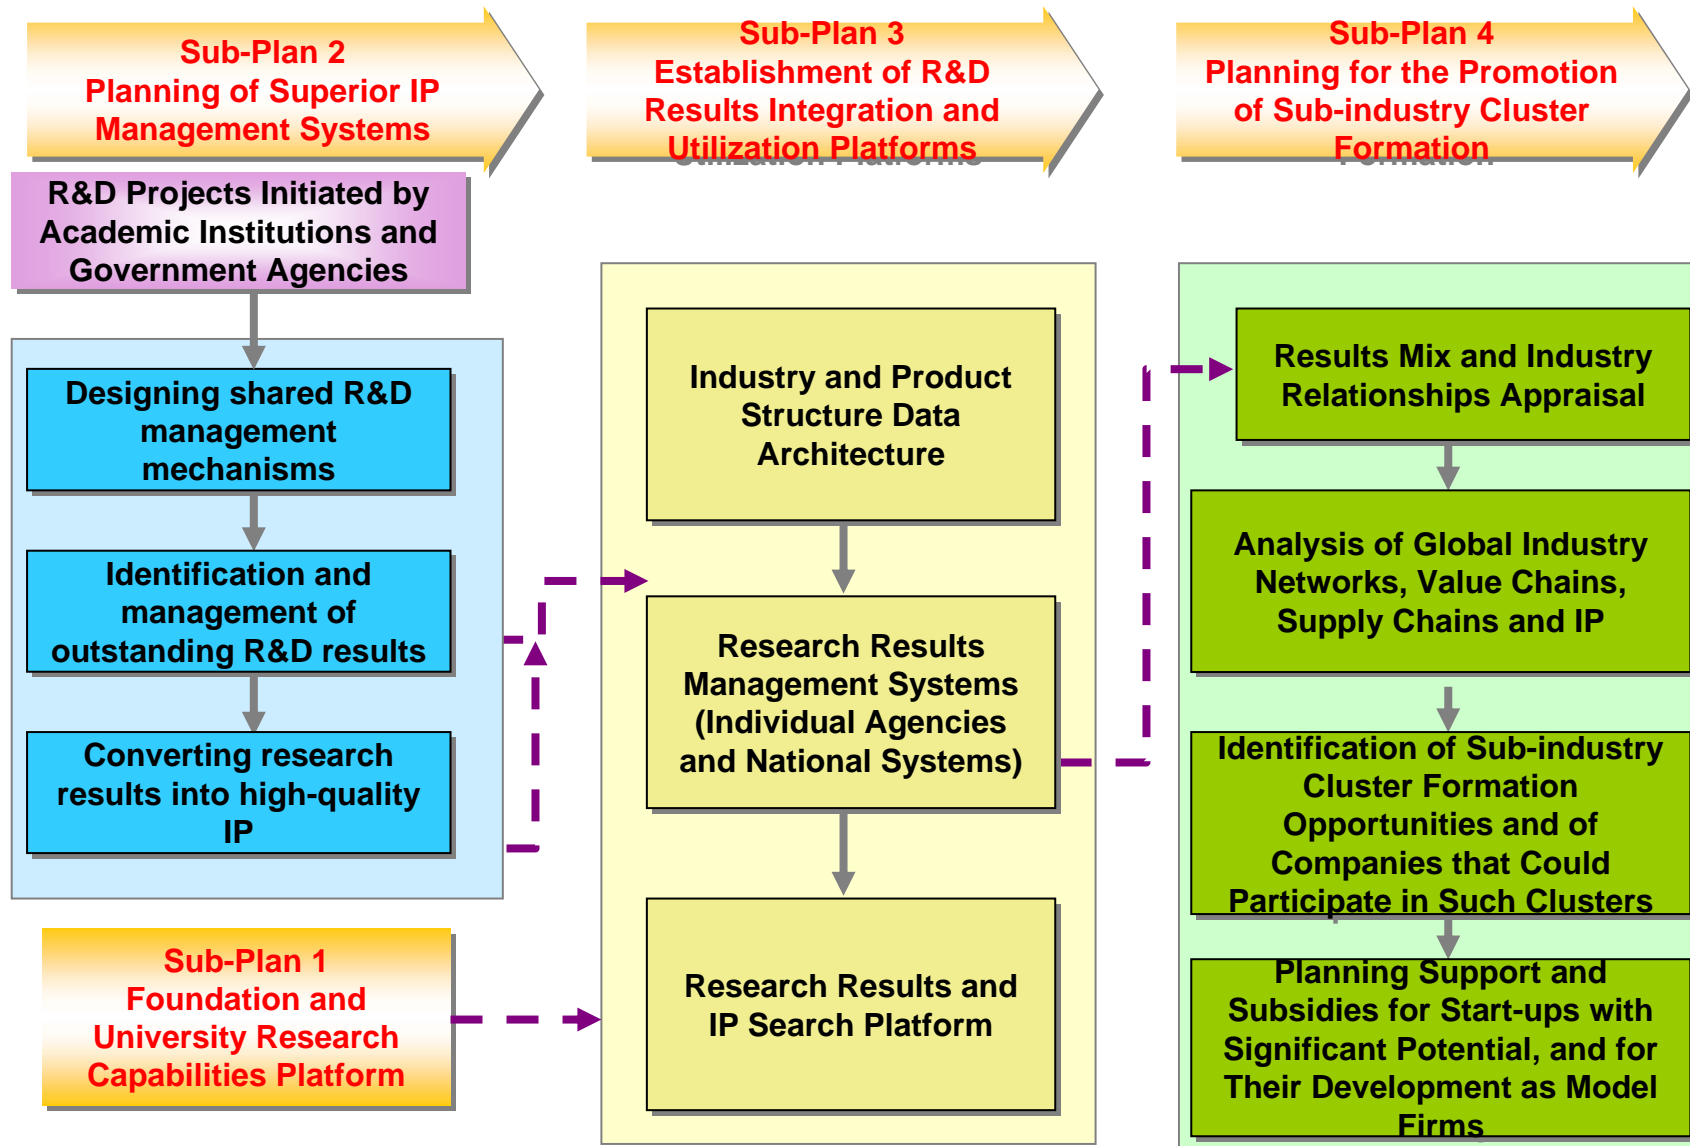 Sub-Plan 2
Planning of Superior IP
Management Systems
Sub-Plan 3
Establishment of R&D
Results Integration and
Utilization Platforms
Sub-Plan 4
Planning for the Promotion
of Sub-industry Cluster
Formation
R&D Projects Initiated by
Academic Institutions and
Government Agencies
Designing shared R&D
management
mechanisms
Identification and
management of
outstanding R&D results
Converting research
results into high-quality
IP
Sub-Plan 1
Foundation and
University Research
Capabilities Platform
Industry and Product
Structure Data
Architecture
Research Results
Management Systems
(Individual Agencies
and National Systems)
Research Results and
IP Search Platform
Results Mix and Industry
Relationships Appraisal
Analysis of Global Industry
Networks, Value Chains,
Supply Chains and IP
Identification of Sub-industry
Cluster Formation
Opportunities and of
Companies that Could
Participate in Such Clusters
Planning Support and
Subsidies for Start-ups with
Significant Potential, and for
Their Development as Model
Firms